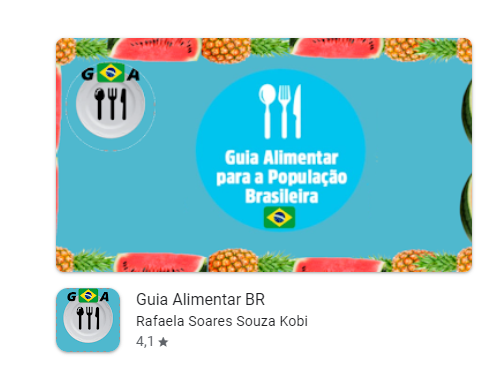 G A
Guia Alimentar
para a População
Brasileira
G A
Guia Alimentar BR
Rafaela Soares Souza Kobi
4,1